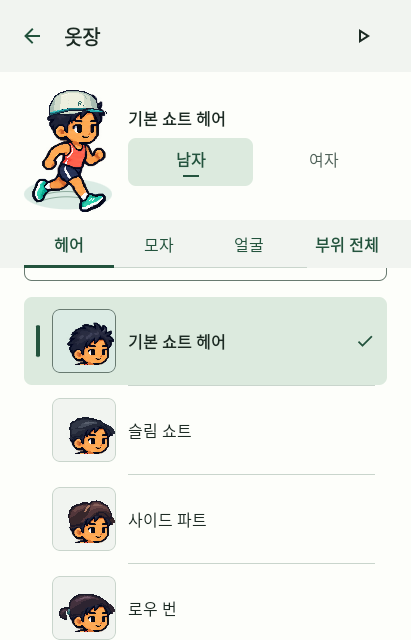 옷장
기본 쇼트 헤어
남자
여자
헤어
모자
얼굴
부위 전체
기본 쇼트 헤어
슬림 쇼트
사이드 파트
로우 번